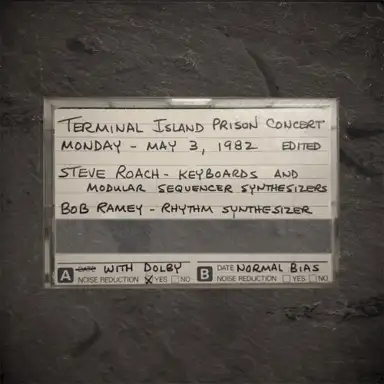 TERMINAL ISLAND PRISON CONCERT
MONDAY - MAY 3, 1982 EDITED
STEVE ROACH - KEYBOARDS AND
MODULAR SEQUENCER SYNTHESIZERS
BOB RAMEY - RHYTHM SYNTHESIZER
A DATE WITH DOLBY
NOISE REDUCTION YES NO
B DATE NORMAL BIAS
NOISE REDUCTION YES NO